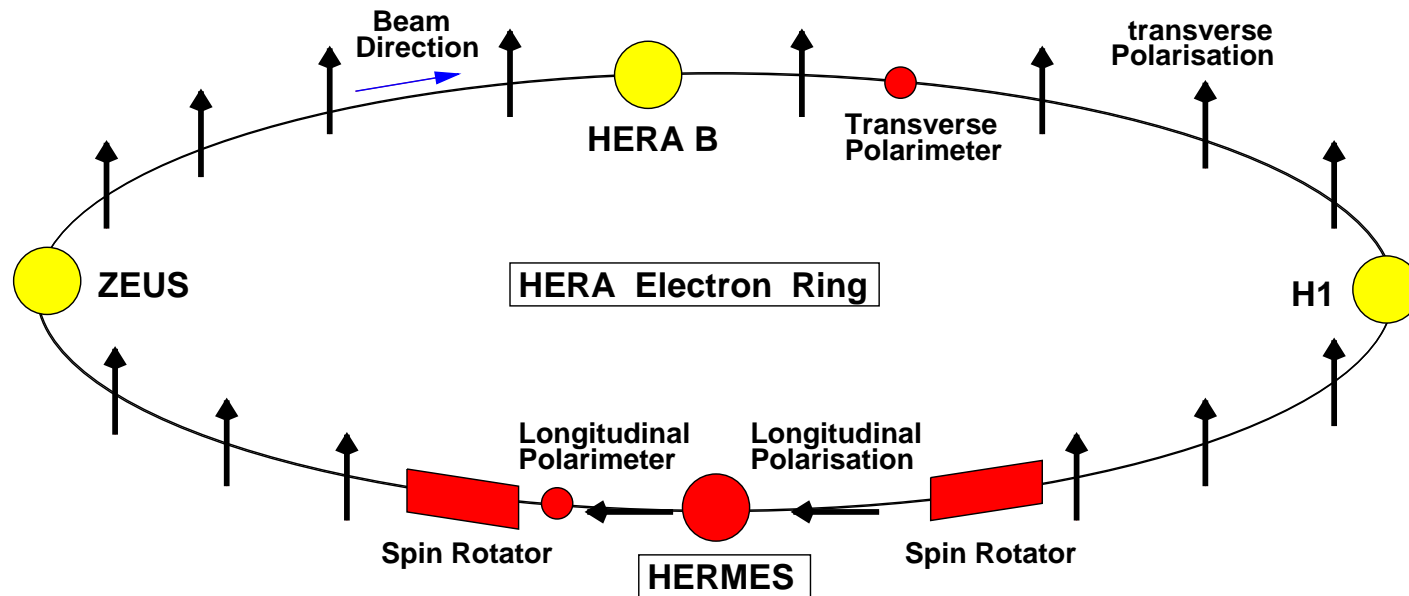 Beam
Direction
transverse
Polarisation
HERA B
Transverse
Polarimeter
ZEUS
HERA Electron Ring
H1
Longitudinal
Polarimeter
Longitudinal
Polarisation
Spin Rotator
Spin Rotator
HERMES